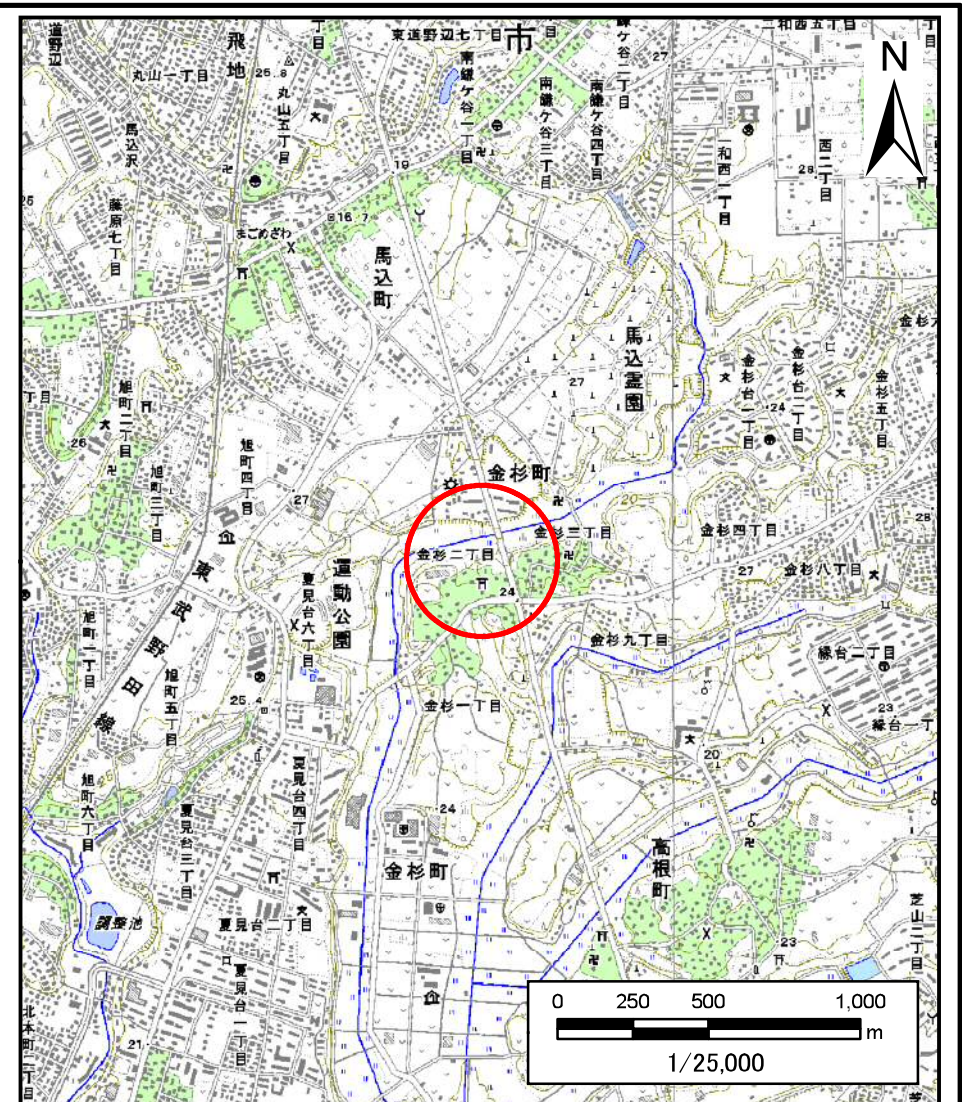 道野辺
飛地
丁目
東道野辺七丁目
市
目
鎌ケ谷二丁目
27
二和西五丁目
丁目
N
丸山一丁目
25.8
丸山五丁目
南鎌ケ谷一丁目
南鎌ケ谷三丁目
南鎌ケ谷四丁目
馬込沢
和西一丁目
西二丁目
28
19
藤原七丁目
16.7
まごめざわ
馬込町
馬込霊園
27
金杉台一丁目
金杉台二丁目
24
金杉五丁目
丁目
旭町二丁目
26
旭町三丁目
旭町四丁目
27
金杉町
20
金杉四丁目
28
金杉二丁目
金杉三丁目
24
27
金杉八丁目
東武野田線
運動公園
夏見台六丁目
旭町一丁目
旭町五丁目
25.4
金杉九丁目
緑台二丁目
23
緑台一丁
金杉一丁目
20
旭町六丁目
夏見台三丁目
夏見台四丁目
24
金杉町
高根町
調整池
夏見台二丁目
夏見台一丁目
23
芝山二丁目
21
北本町二丁目
0 250 500 1,000
m
1/25,000